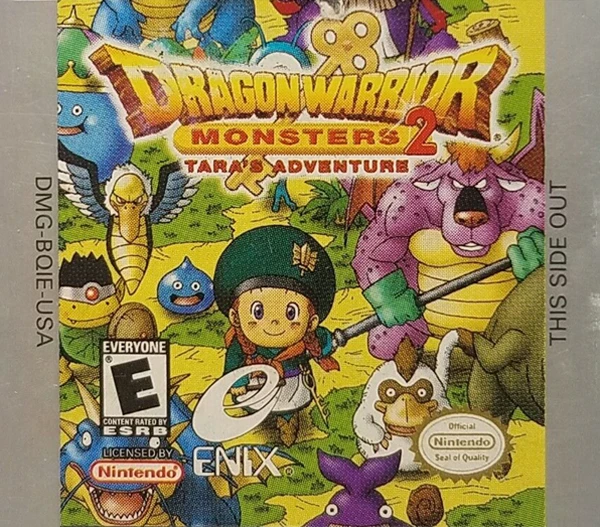 DRAGON WARRIOR
MONSTERS 2
TARA'S ADVENTURE
DMG-BQIE-USA
THIS SIDE OUT
EVERYONE
E
CONTENT RATED BY
ESRB
LICENSED BY
Nintendo
ENIX
Official
Nintendo
Seal of Quality